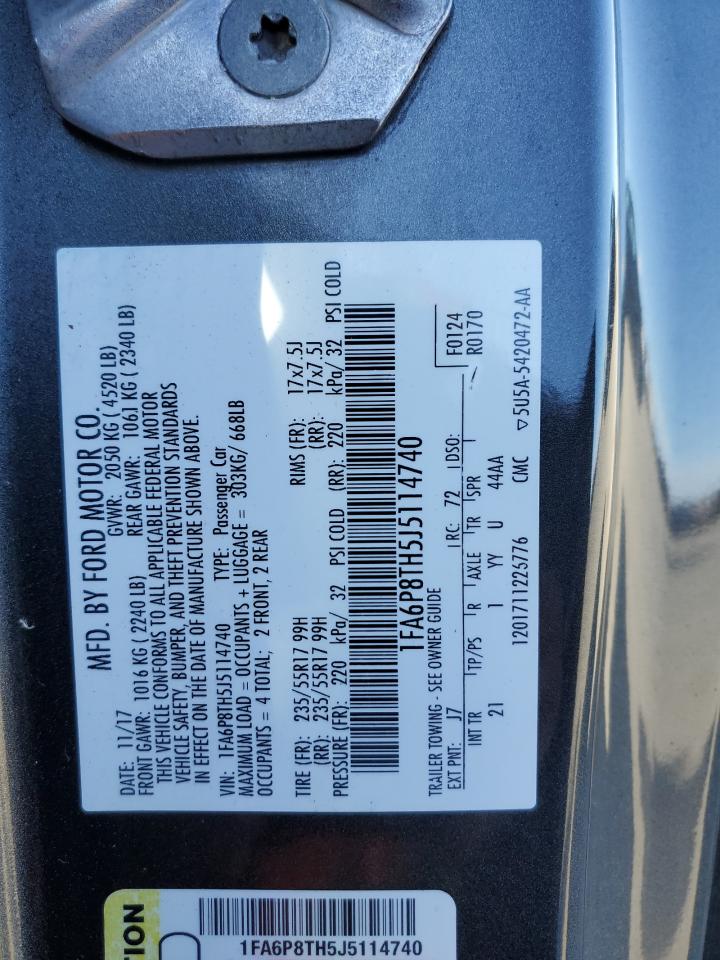 MFD. BY FORD MOTOR CO.
DATE: 11/17 GVWR: 2050 KG ( 4520 LB)
FRONT GAWR: 1016 KG ( 2240 LB) REAR GAWR: 1061 KG ( 2340 LB)
THIS VEHICLE CONFORMS TO ALL APPLICABLE FEDERAL MOTOR
VEHICLE SAFETY, BUMPER, AND THEFT PREVENTION STANDARDS
IN EFFECT ON THE DATE OF MANUFACTURE SHOWN ABOVE.
VIN: 1FA6P8TH5J5114740 TYPE: Passenger Car
MAXIMUM LOAD = OCCUPANTS + LUGGAGE = 303KG/ 668LB
OCCUPANTS = 4 TOTAL; 2 FRONT, 2 REAR
TIRE (FR): 235/55R17 99H RIMS (FR): 17x7.5J
(RR): 235/55R17 99H (RR): 17x7.5J
PRESSURE (FR): 220 kPa/ 32 PSI COLD (RR): 220 kPa/ 32 PSI COLD
1FA6P8TH5J5114740
TRAILER TOWING - SEE OWNER GUIDE F0124
EXT PNT: J7 RC: 72 DSO: R0170
INT TR TP/PS R AXLE TR SPR
21 1 YY U 44AA
1201711225776 CMC ▽5U5A-5420472-AA
TION
1FA6P8TH5J5114740